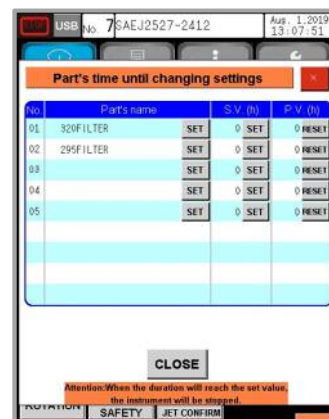 USB No. 7 SAEJ2527-2412 Aug. 1.2019
13:07:51
Part's time until changing settings ×
No. Part's name S.V.(h) P.V.(h)
01 320FILTER SET 0 SET 0 RESET
02 295FILTER SET 0 SET 0 RESET
03 SET 0 SET 0 RESET
04 SET 0 SET 0 RESET
05 SET 0 SET 0 RESET
CLOSE
Attention:When the duration will reach the set value,
the instrument will be stopped.
ROTATION SAFETY JET CONFIRM